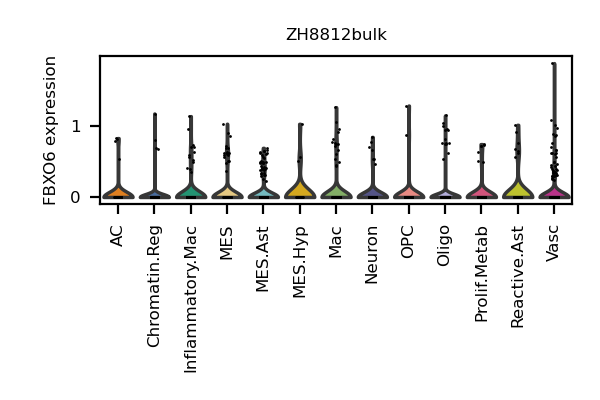 ZH8812bulk
FBXO6 expression
1
0
AC
Chromatin.Reg
Inflammatory.Mac
MES
MES.Ast
MES.Hyp
Mac
Neuron
OPC
Oligo
Prolif.Metab
Reactive.Ast
Vasc